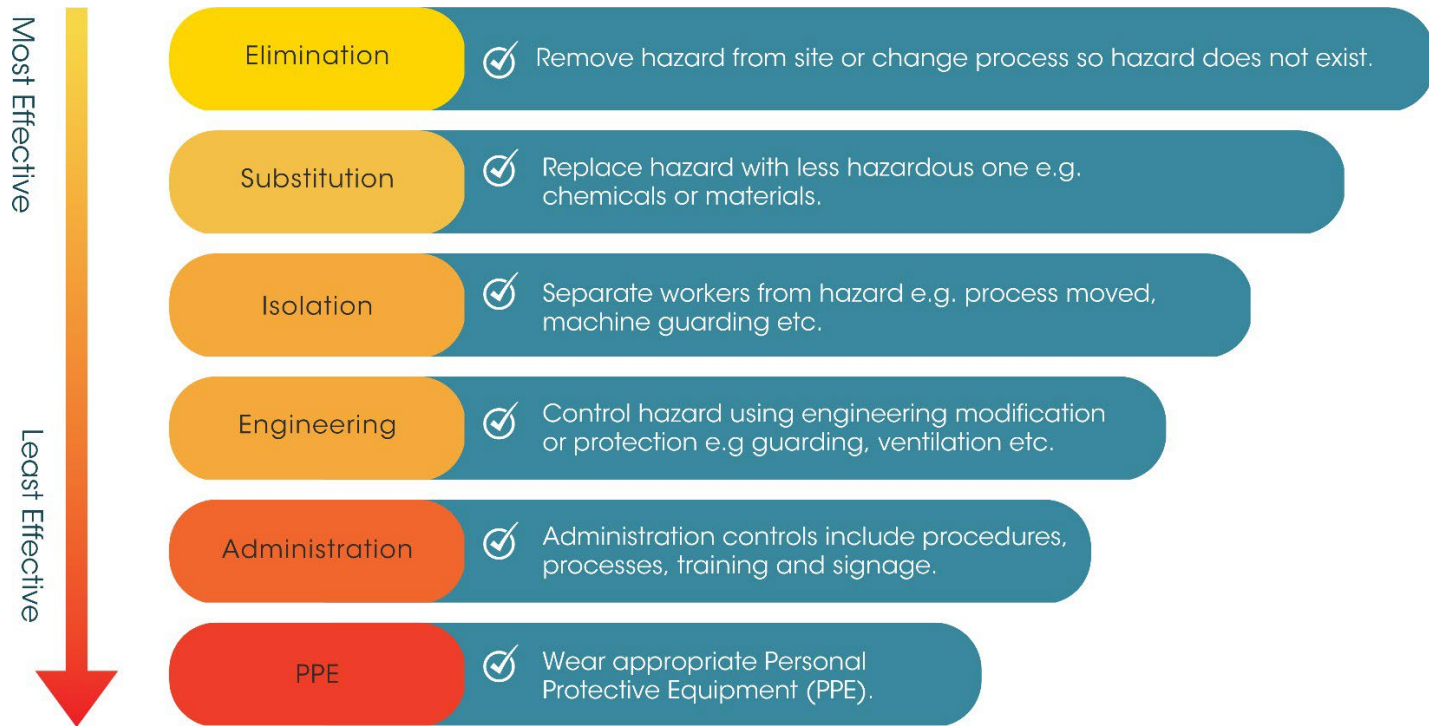 Most Effective
Least Effective
Elimination
Remove hazard from site or change process so hazard does not exist.
Substitution
Replace hazard with less hazardous one e.g.
chemicals or materials.
Isolation
Separate workers from hazard e.g. process moved,
machine guarding etc.
Engineering
Control hazard using engineering modification
or protection e.g guarding, ventilation etc.
Administration
Administration controls include procedures,
processes, training and signage.
PPE
Wear appropriate Personal
Protective Equipment (PPE).